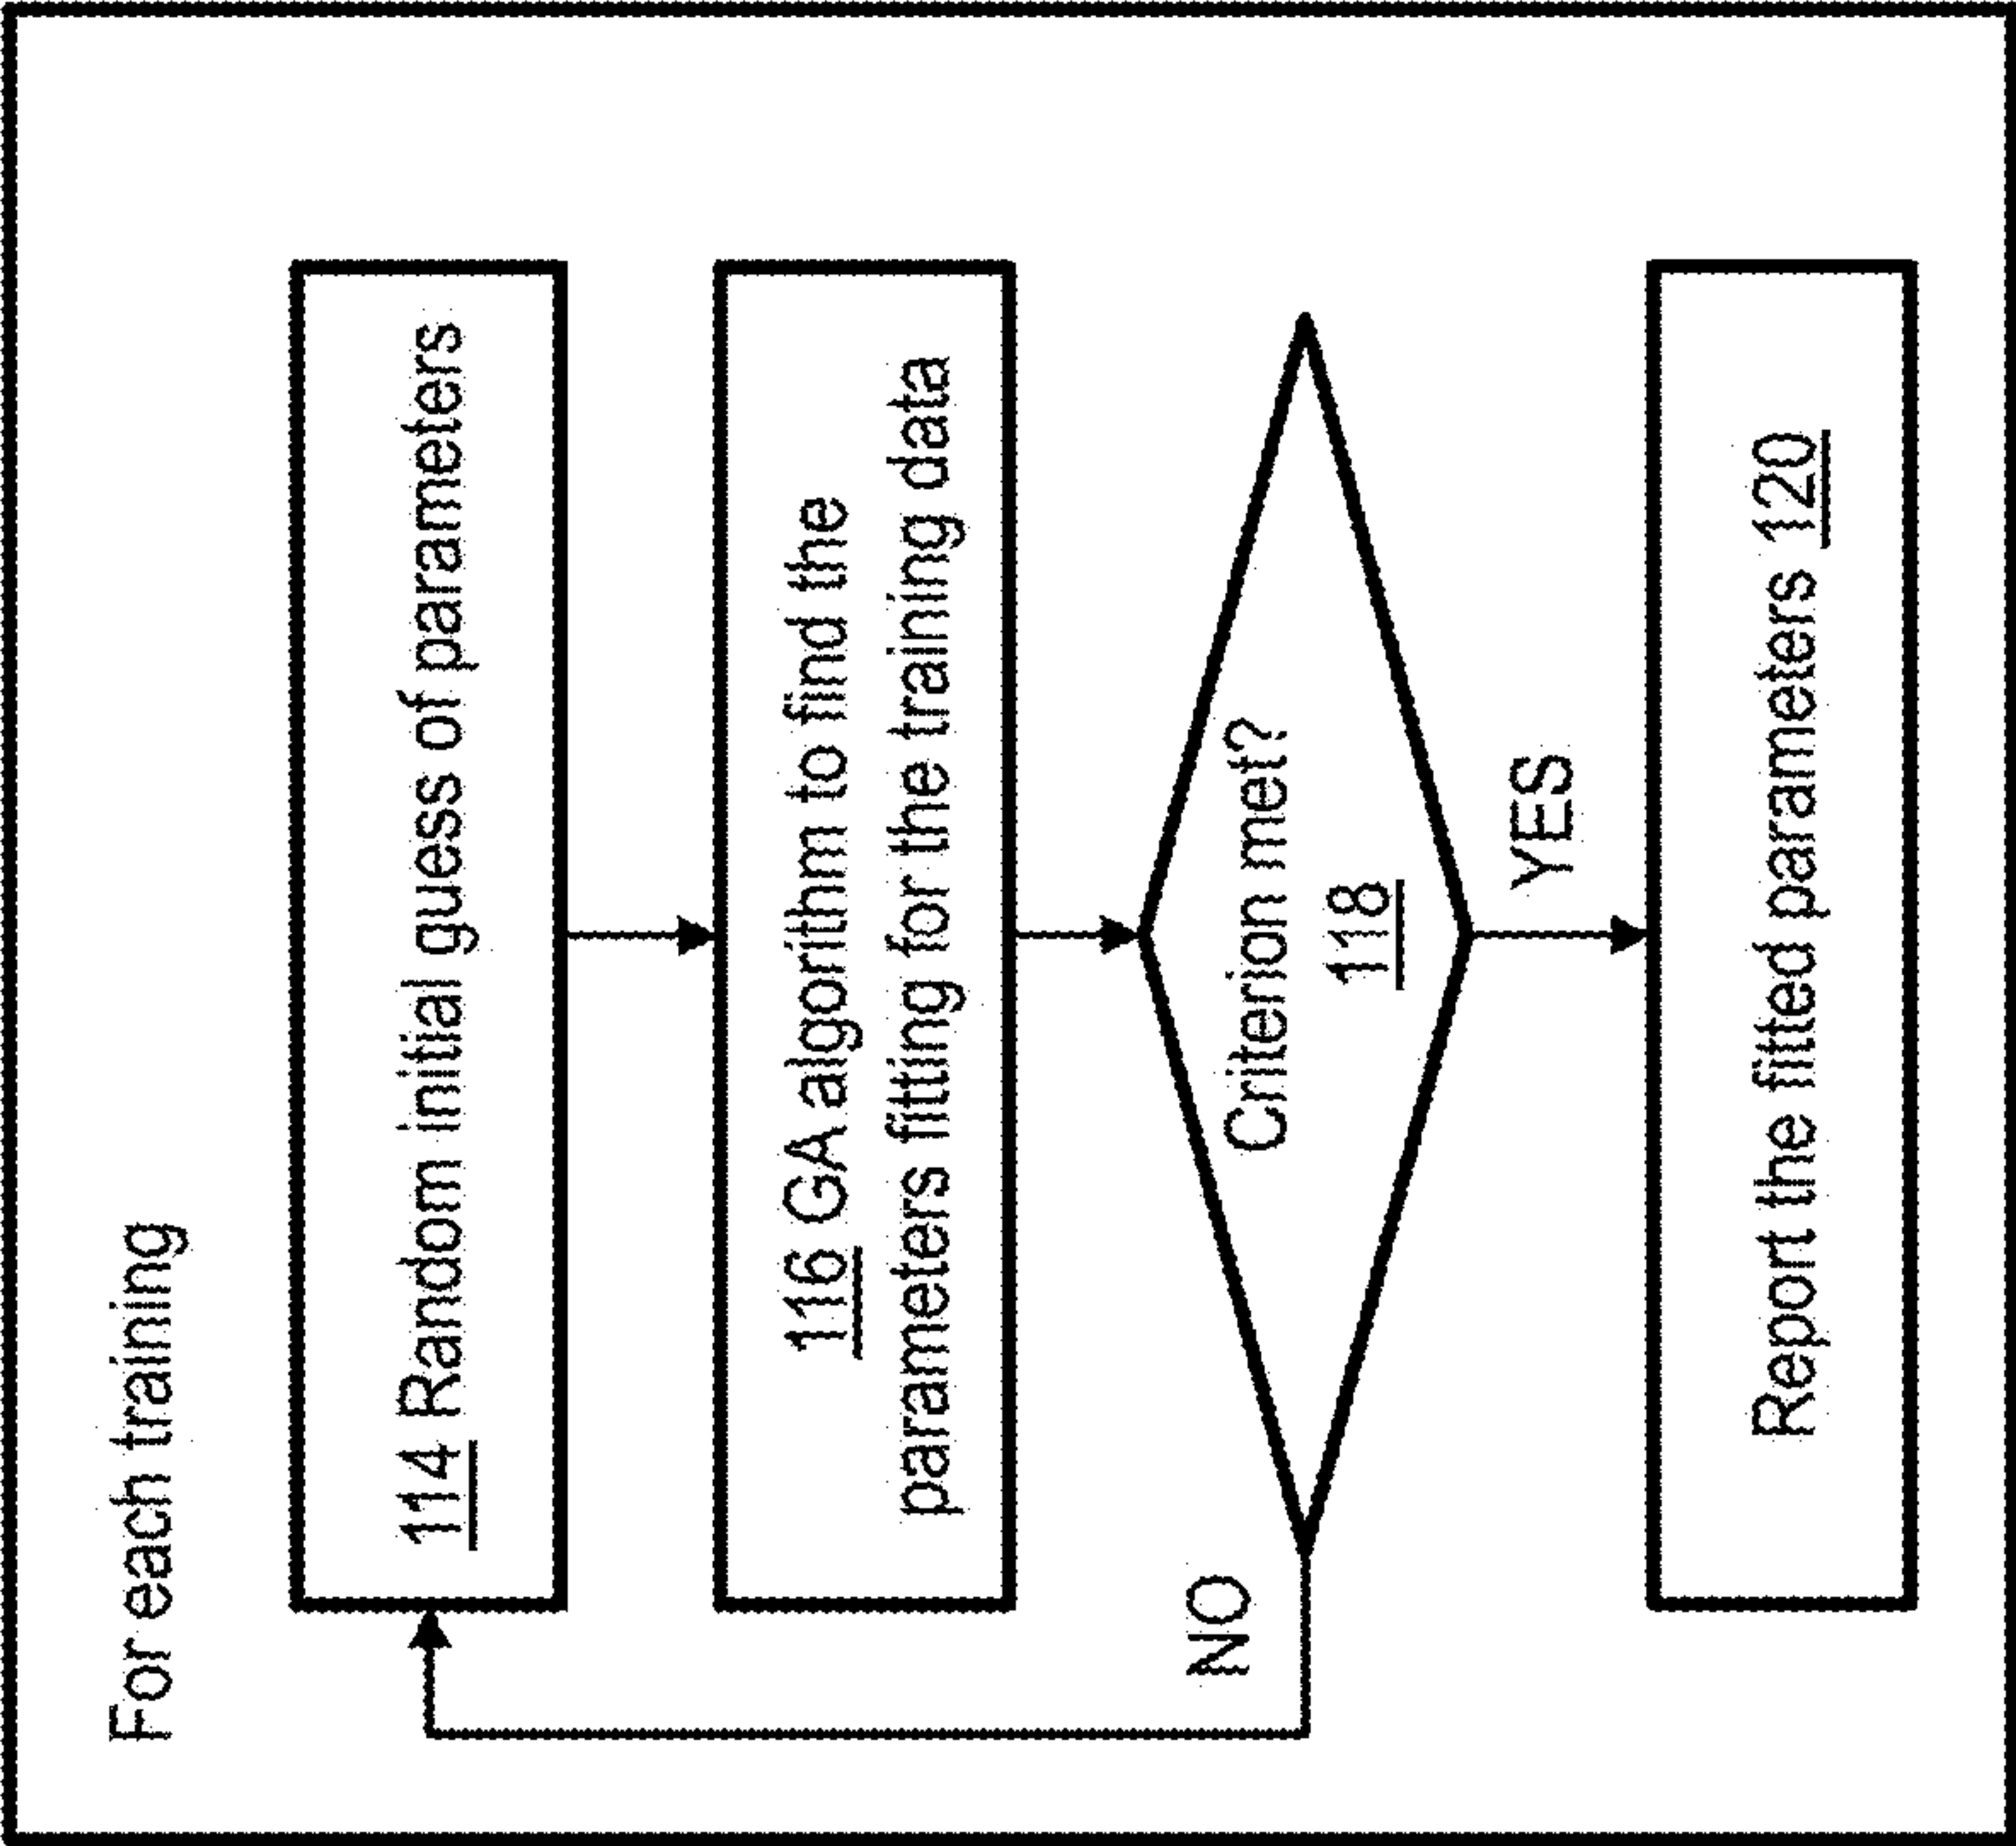 For each training
114 Random initial guess of parameters
116 GA algorithm to find the
parameters fitting for the training data
Criterion met?
118
NO
YES
Report the fitted parameters 120